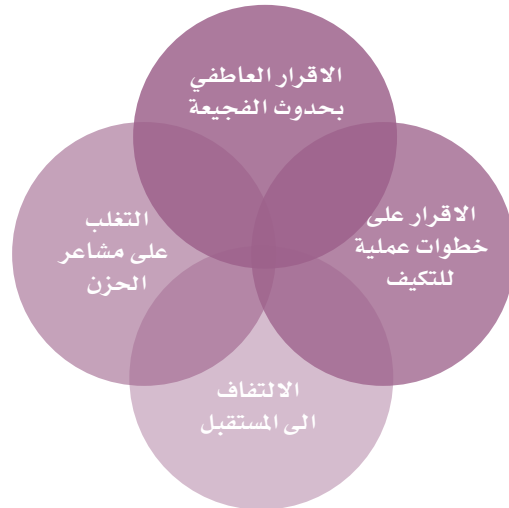 الاقرار العاطفي
بحدوث الفجيعة
الاقرار على
خطوات عملية
للتكيف
التغلب
على مشاعر
الحزن
الالتفاف
الى المستقبل